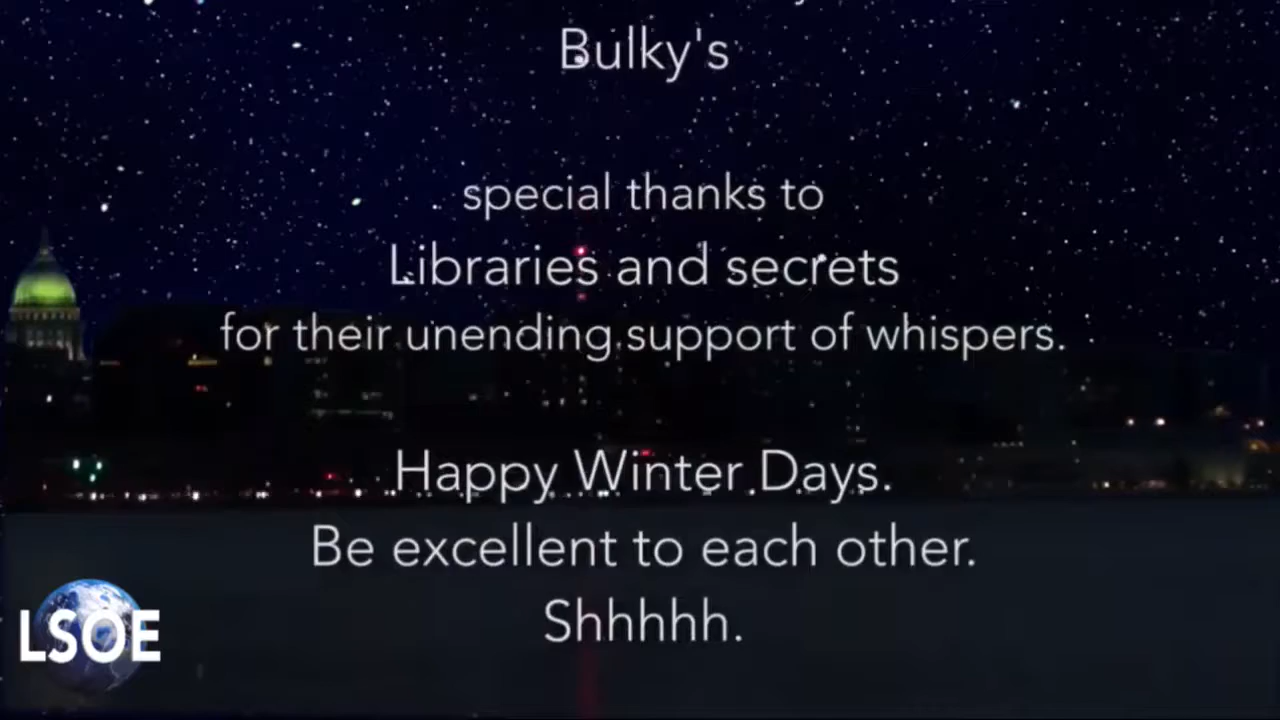 Bulky's
special thanks to
Libraries and secrets
for their unending support of whispers.
Happy Winter Days.
Be excellent to each other.
Shhhhh.
LSOE